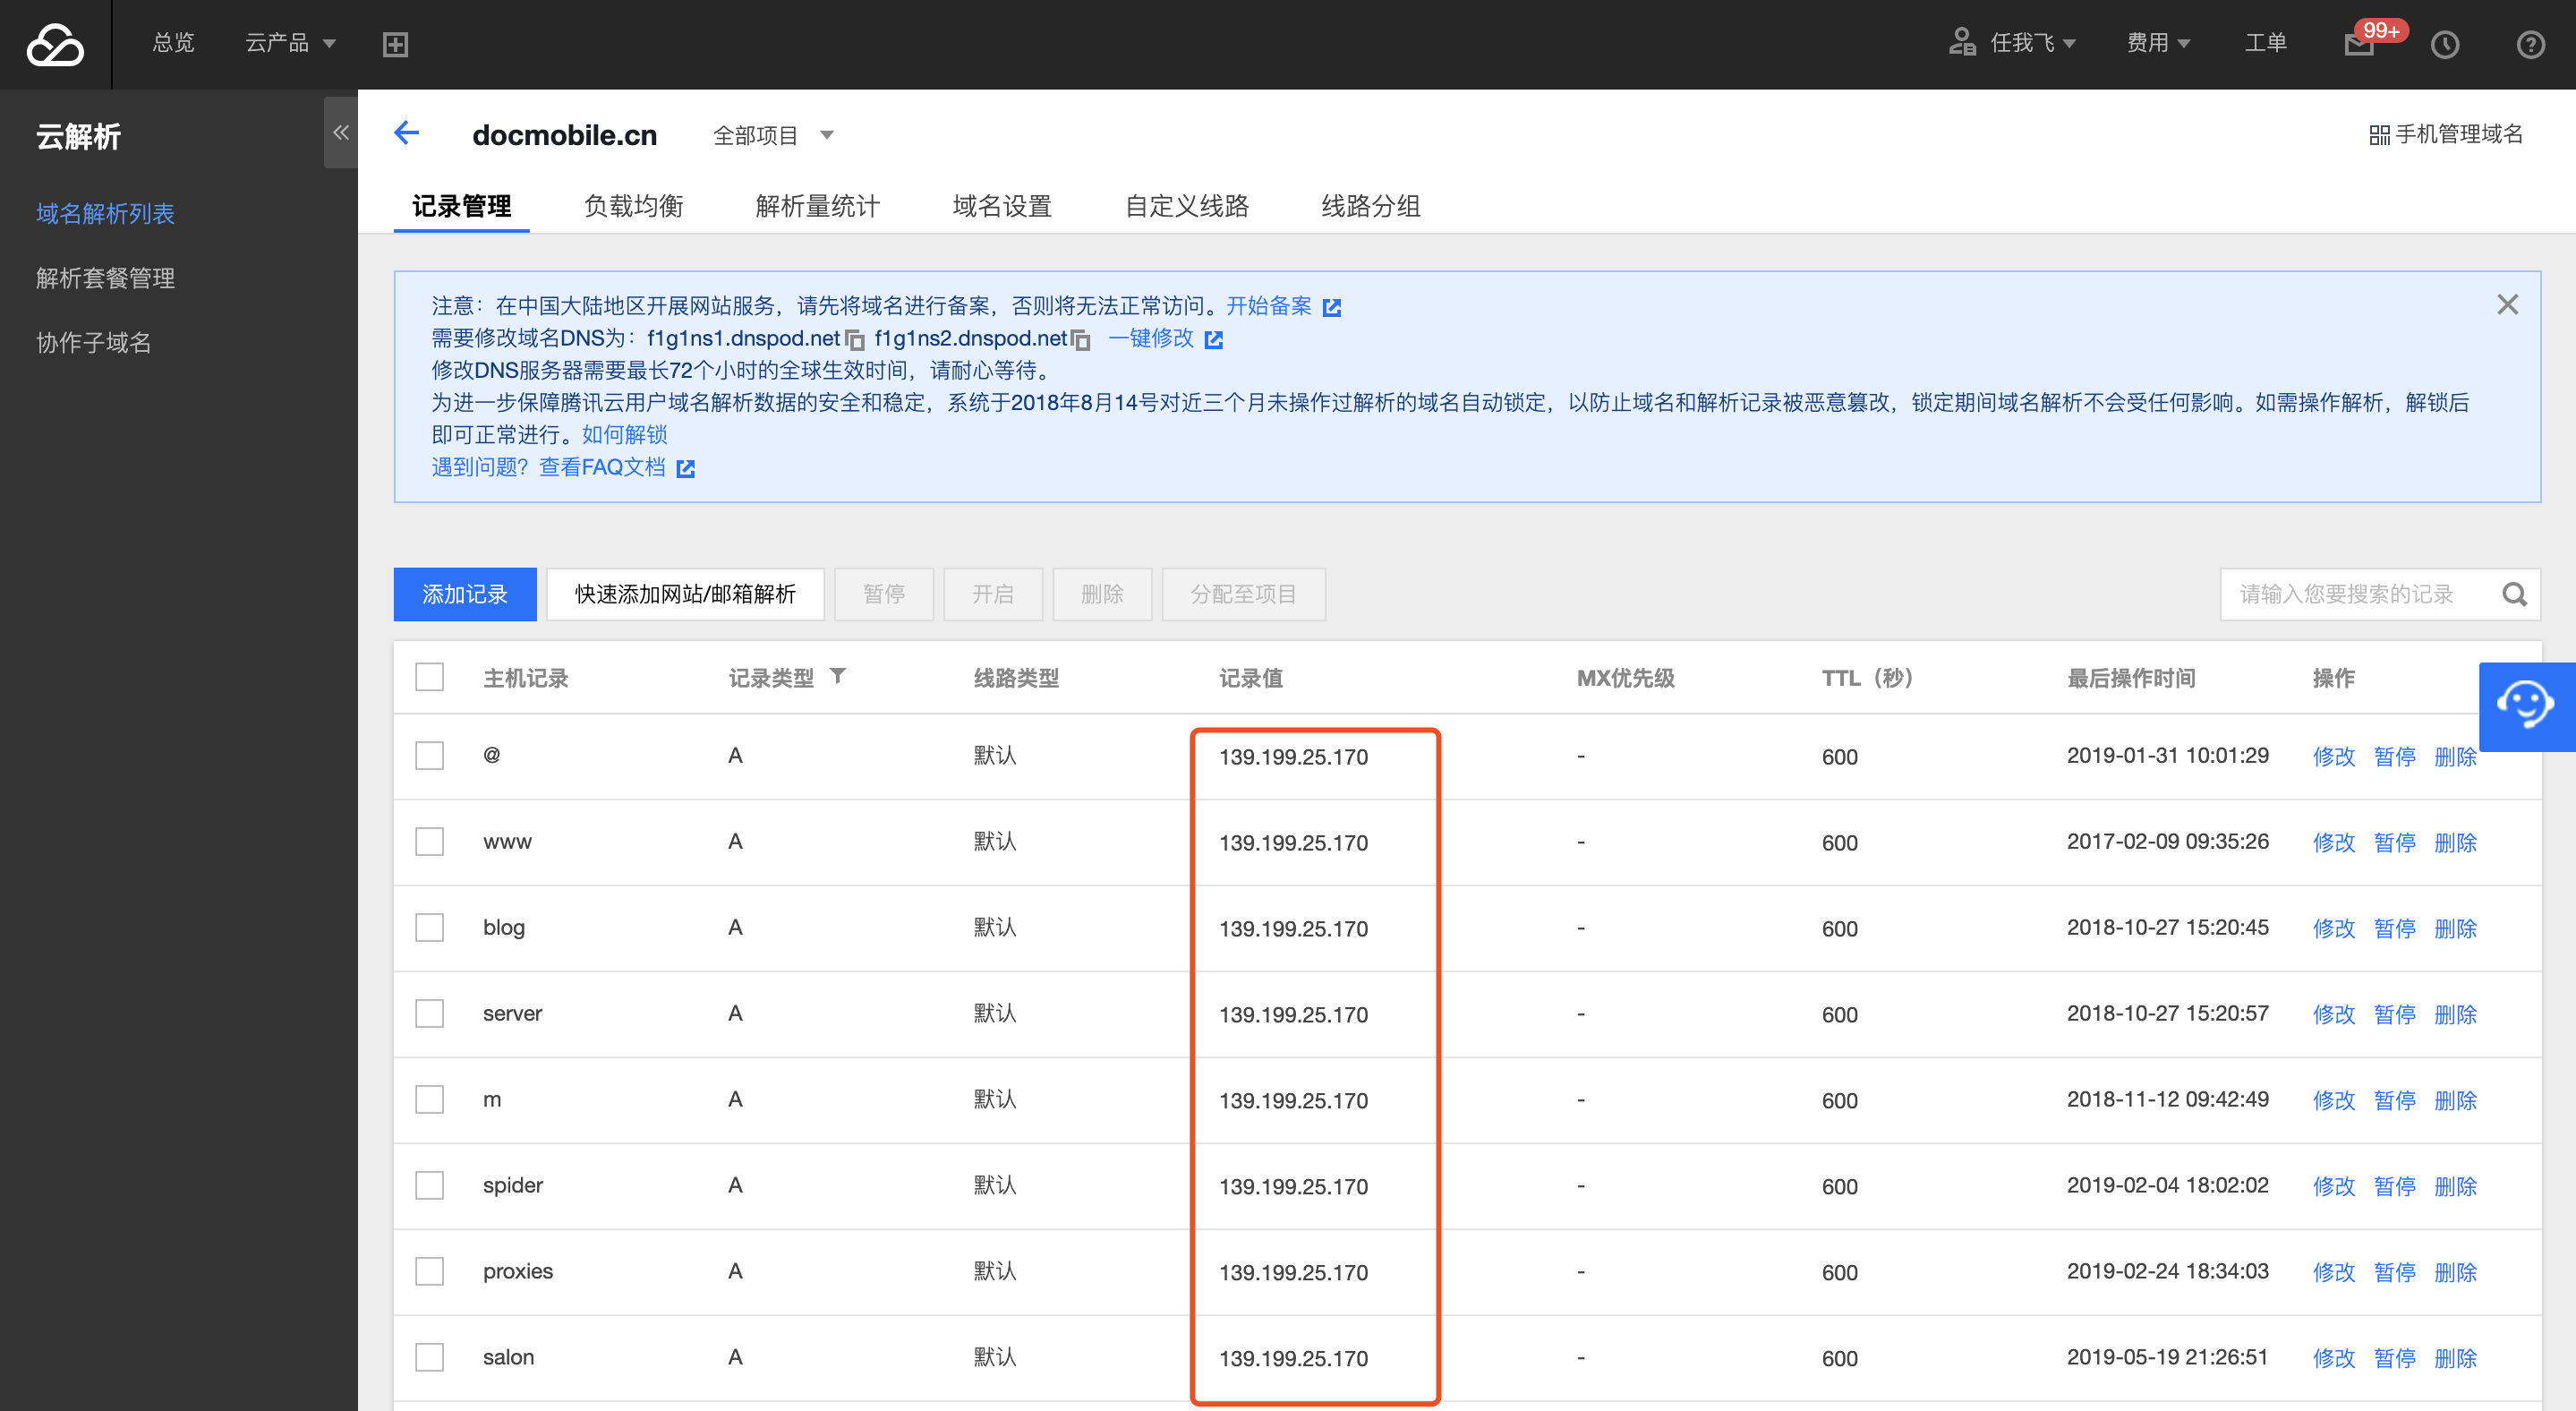 总览 云产品 任我飞 费用 工单 99+
云解析
域名解析列表
解析套餐管理
协作子域名
docmobile.cn 全部项目 手机管理域名
记录管理 负载均衡 解析量统计 域名设置 自定义线路 线路分组
注意：在中国大陆地区开展网站服务，请先将域名进行备案，否则将无法正常访问。开始备案
需要修改域名DNS为：f1g1ns1.dnspod.net f1g1ns2.dnspod.net 一键修改
修改DNS服务器需要最长72个小时的全球生效时间，请耐心等待。
为进一步保障腾讯云用户域名解析数据的安全和稳定，系统于2018年8月14号对近三个月未操作过解析的域名自动锁定，以防止域名和解析记录被恶意篡改，锁定期间域名解析不会受任何影响。如需操作解析，解锁后
即可正常进行。如何解锁
遇到问题？查看FAQ文档
添加记录 快速添加网站/邮箱解析 暂停 开启 删除 分配至项目 请输入您要搜索的记录
主机记录 记录类型 线路类型 记录值 MX优先级 TTL（秒） 最后操作时间 操作
@ A 默认 139.199.25.170 - 600 2019-01-31 10:01:29 修改 暂停 删除
www A 默认 139.199.25.170 - 600 2017-02-09 09:35:26 修改 暂停 删除
blog A 默认 139.199.25.170 - 600 2018-10-27 15:20:45 修改 暂停 删除
server A 默认 139.199.25.170 - 600 2018-10-27 15:20:57 修改 暂停 删除
m A 默认 139.199.25.170 - 600 2018-11-12 09:42:49 修改 暂停 删除
spider A 默认 139.199.25.170 - 600 2019-02-04 18:02:02 修改 暂停 删除
proxies A 默认 139.199.25.170 - 600 2019-02-24 18:34:03 修改 暂停 删除
salon A 默认 139.199.25.170 - 600 2019-05-19 21:26:51 修改 暂停 删除